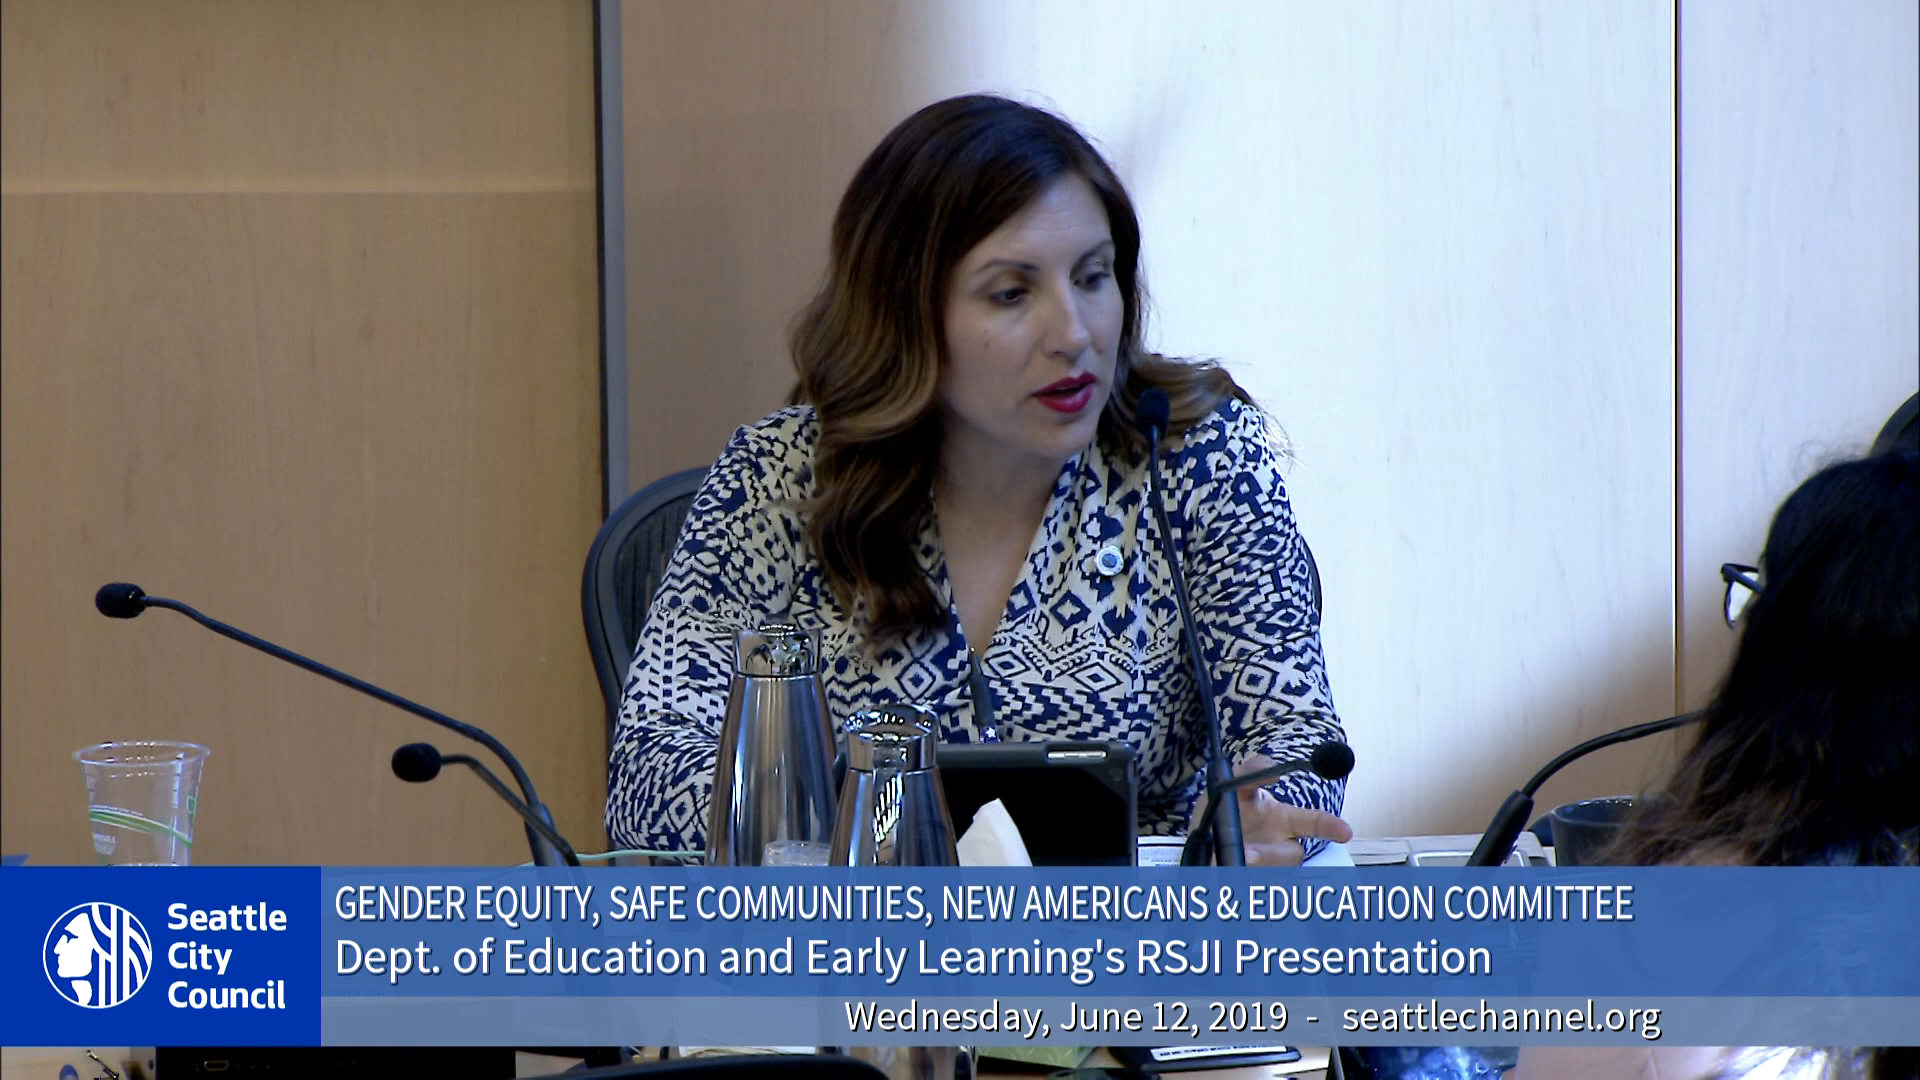 Seattle
City
Council
GENDER EQUITY, SAFE COMMUNITIES, NEW AMERICANS & EDUCATION COMMITTEE
Dept. of Education and Early Learning's RSJI Presentation
Wednesday, June 12, 2019 - seattlechannel.org